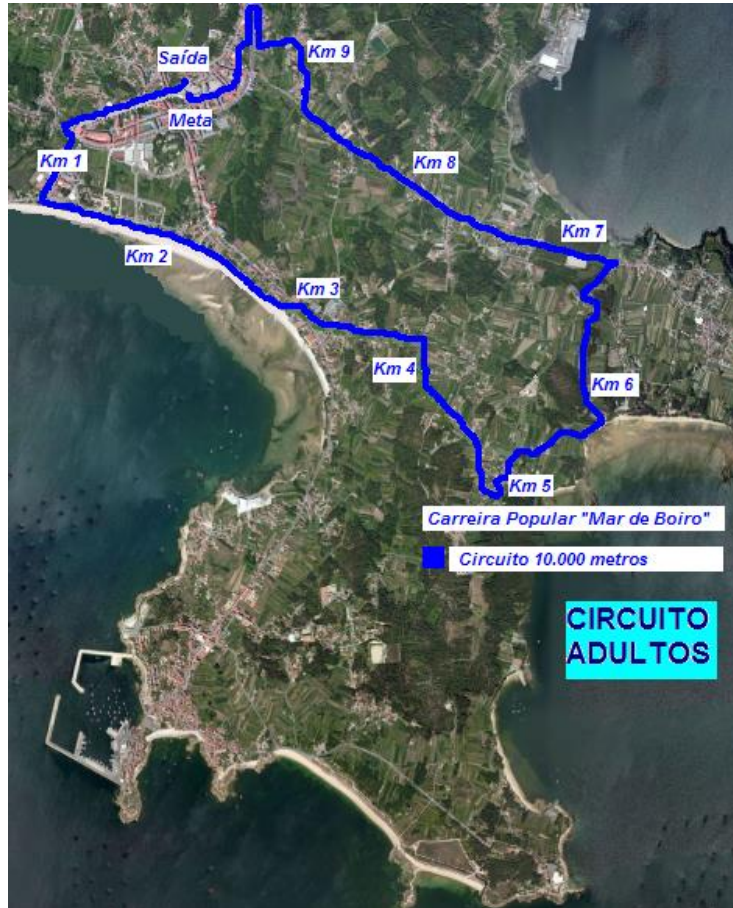 Saída
Km 9
Meta
Km 1
Km 8
Km 7
Km 2
Km 3
Km 4
Km 6
Km 5
Carreira Popular "Mar de Boiro"
Circuito 10.000 metros
CIRCUITO
ADULTOS